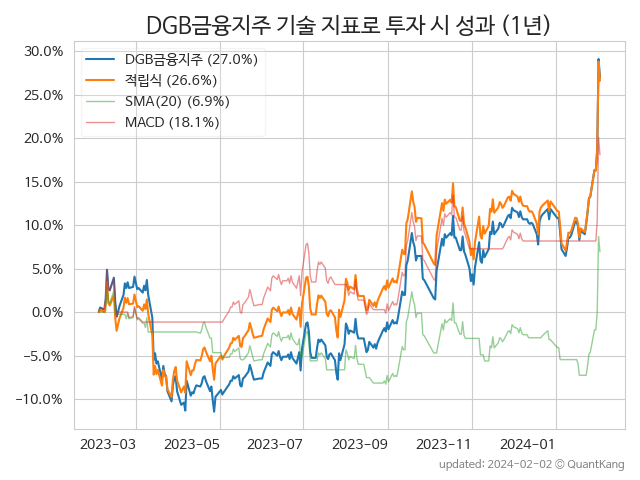 DGB금융지주 기술 지표로 투자 시 성과 (1년)
DGB금융지주 (27.0%)
적립식 (26.6%)
SMA(20) (6.9%)
MACD (18.1%)
30.0%
25.0%
20.0%
15.0%
10.0%
5.0%
0.0%
−5.0%
−10.0%
2023-03 2023-05 2023-07 2023-09 2023-11 2024-01
updated: 2024-02-02 © QuantKang